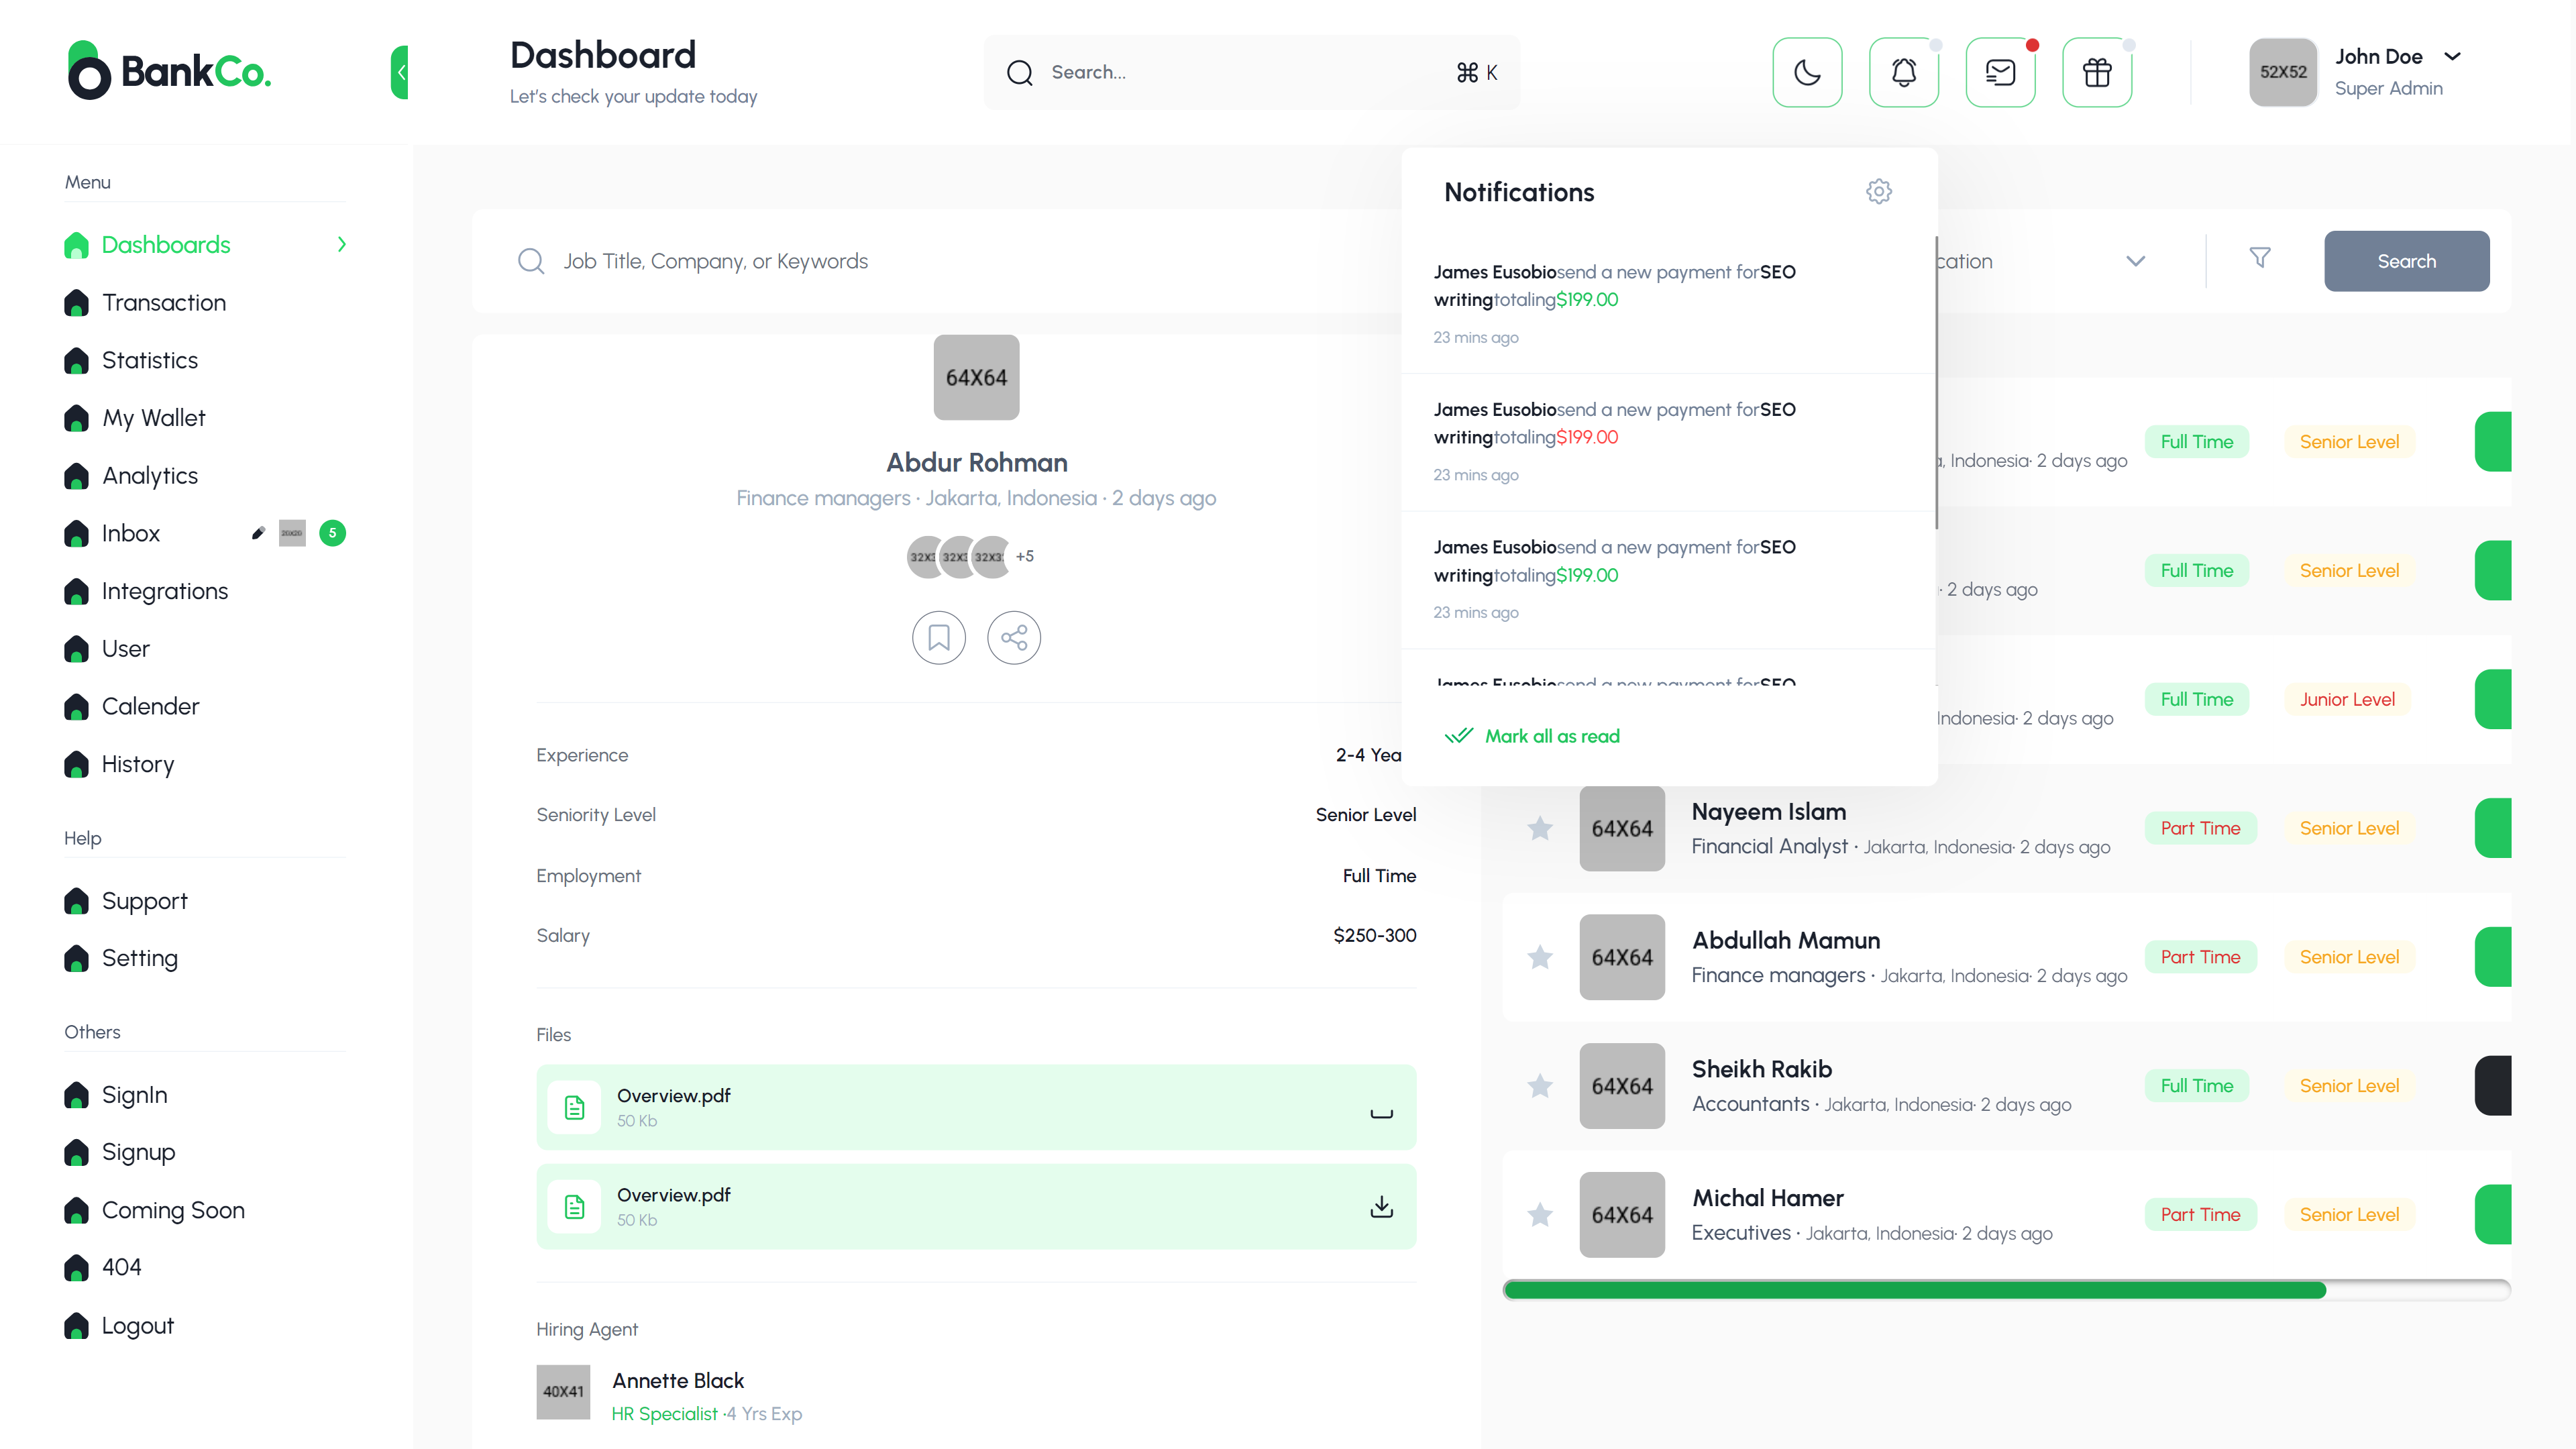 BankCo.
Dashboard
Let's check your update today
Search...
⌘ K
52X52
John Doe
Super Admin
Menu
Dashboards
Transaction
Statistics
My Wallet
Analytics
Inbox
5
Integrations
User
Calender
History
Help
Support
Setting
Others
SignIn
Signup
Coming Soon
404
Logout
Job Title, Company, or Keywords
cation
Search
64X64
Abdur Rohman
Finance managers · Jakarta, Indonesia · 2 days ago
32X3
32X3
32X3
+5
Experience
2-4 Yea
Seniority Level
Senior Level
Employment
Full Time
Salary
$250-300
Files
Overview.pdf
50 Kb
Overview.pdf
50 Kb
Hiring Agent
40X41
Annette Black
HR Specialist ·4 Yrs Exp
Notifications
James Eusobiosend a new payment forSEO
writingtotaling$199.00
23 mins ago
James Eusobiosend a new payment forSEO
writingtotaling$199.00
23 mins ago
James Eusobiosend a new payment forSEO
writingtotaling$199.00
23 mins ago
James Eusobiosend a new payment forSEO
Mark all as read
a, Indonesia· 2 days ago
Full Time
Senior Level
· 2 days ago
Full Time
Senior Level
Indonesia· 2 days ago
Full Time
Junior Level
64X64
Nayeem Islam
Financial Analyst · Jakarta, Indonesia· 2 days ago
Part Time
Senior Level
64X64
Abdullah Mamun
Finance managers · Jakarta, Indonesia· 2 days ago
Part Time
Senior Level
64X64
Sheikh Rakib
Accountants · Jakarta, Indonesia· 2 days ago
Full Time
Senior Level
64X64
Michal Hamer
Executives · Jakarta, Indonesia· 2 days ago
Part Time
Senior Level